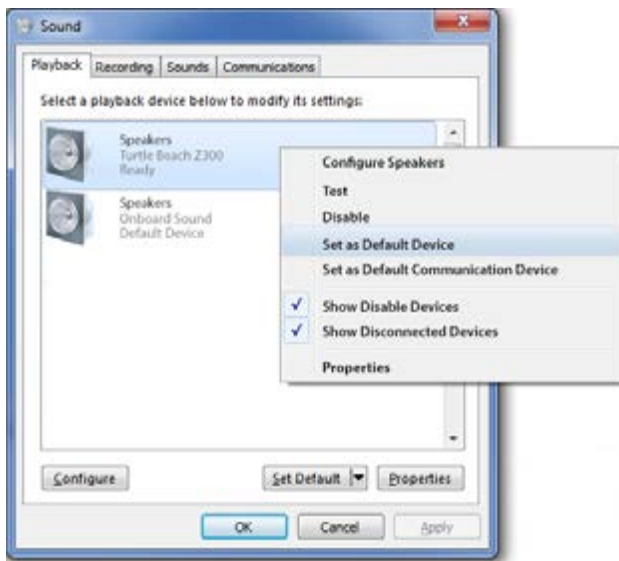 Sound
Playback Recording Sounds Communications
Select a playback device below to modify its settings:
Speakers
Turtle Beach Z300
Ready
Speakers
Onboard Sound
Default Device
Configure Speakers
Test
Disable
Set as Default Device
Set as Default Communication Device
Show Disable Devices
Show Disconnected Devices
Properties
Configure
Set Default
Properties
OK
Cancel
Apply